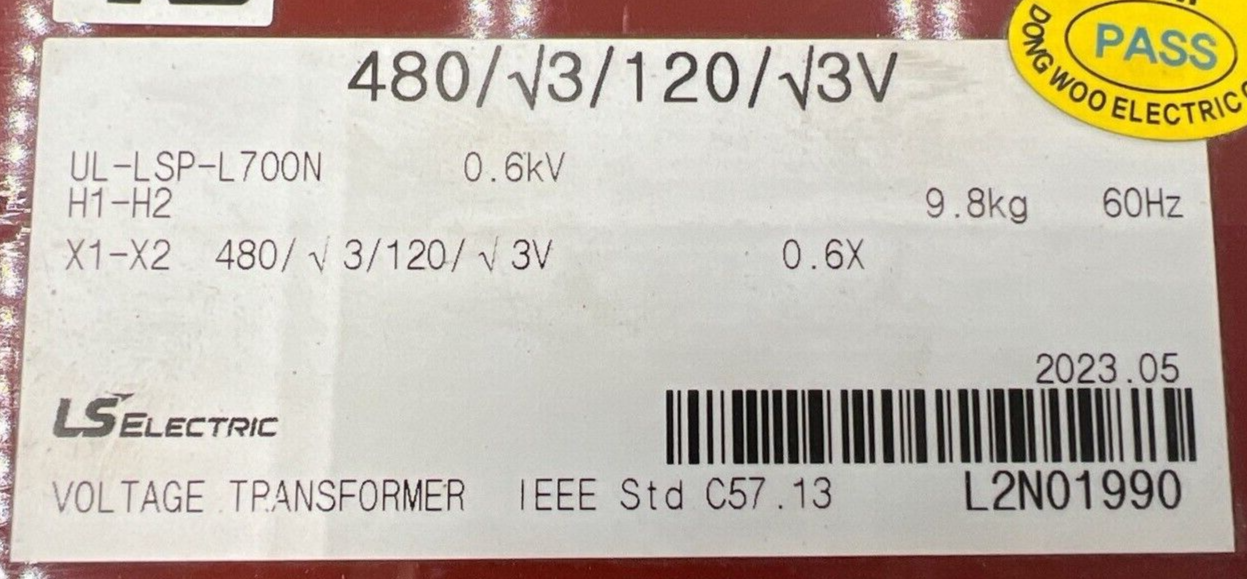 480/√3/120/√3V
PASS
DONG WOO ELECTRIC
UL-LSP-L700N 0.6kV
H1-H2 9.8kg 60Hz
X1-X2 480/√3/120/√3V 0.6X
2023.05
LS ELECTRIC
VOLTAGE TRANSFORMER IEEE Std C57.13 L2N01990